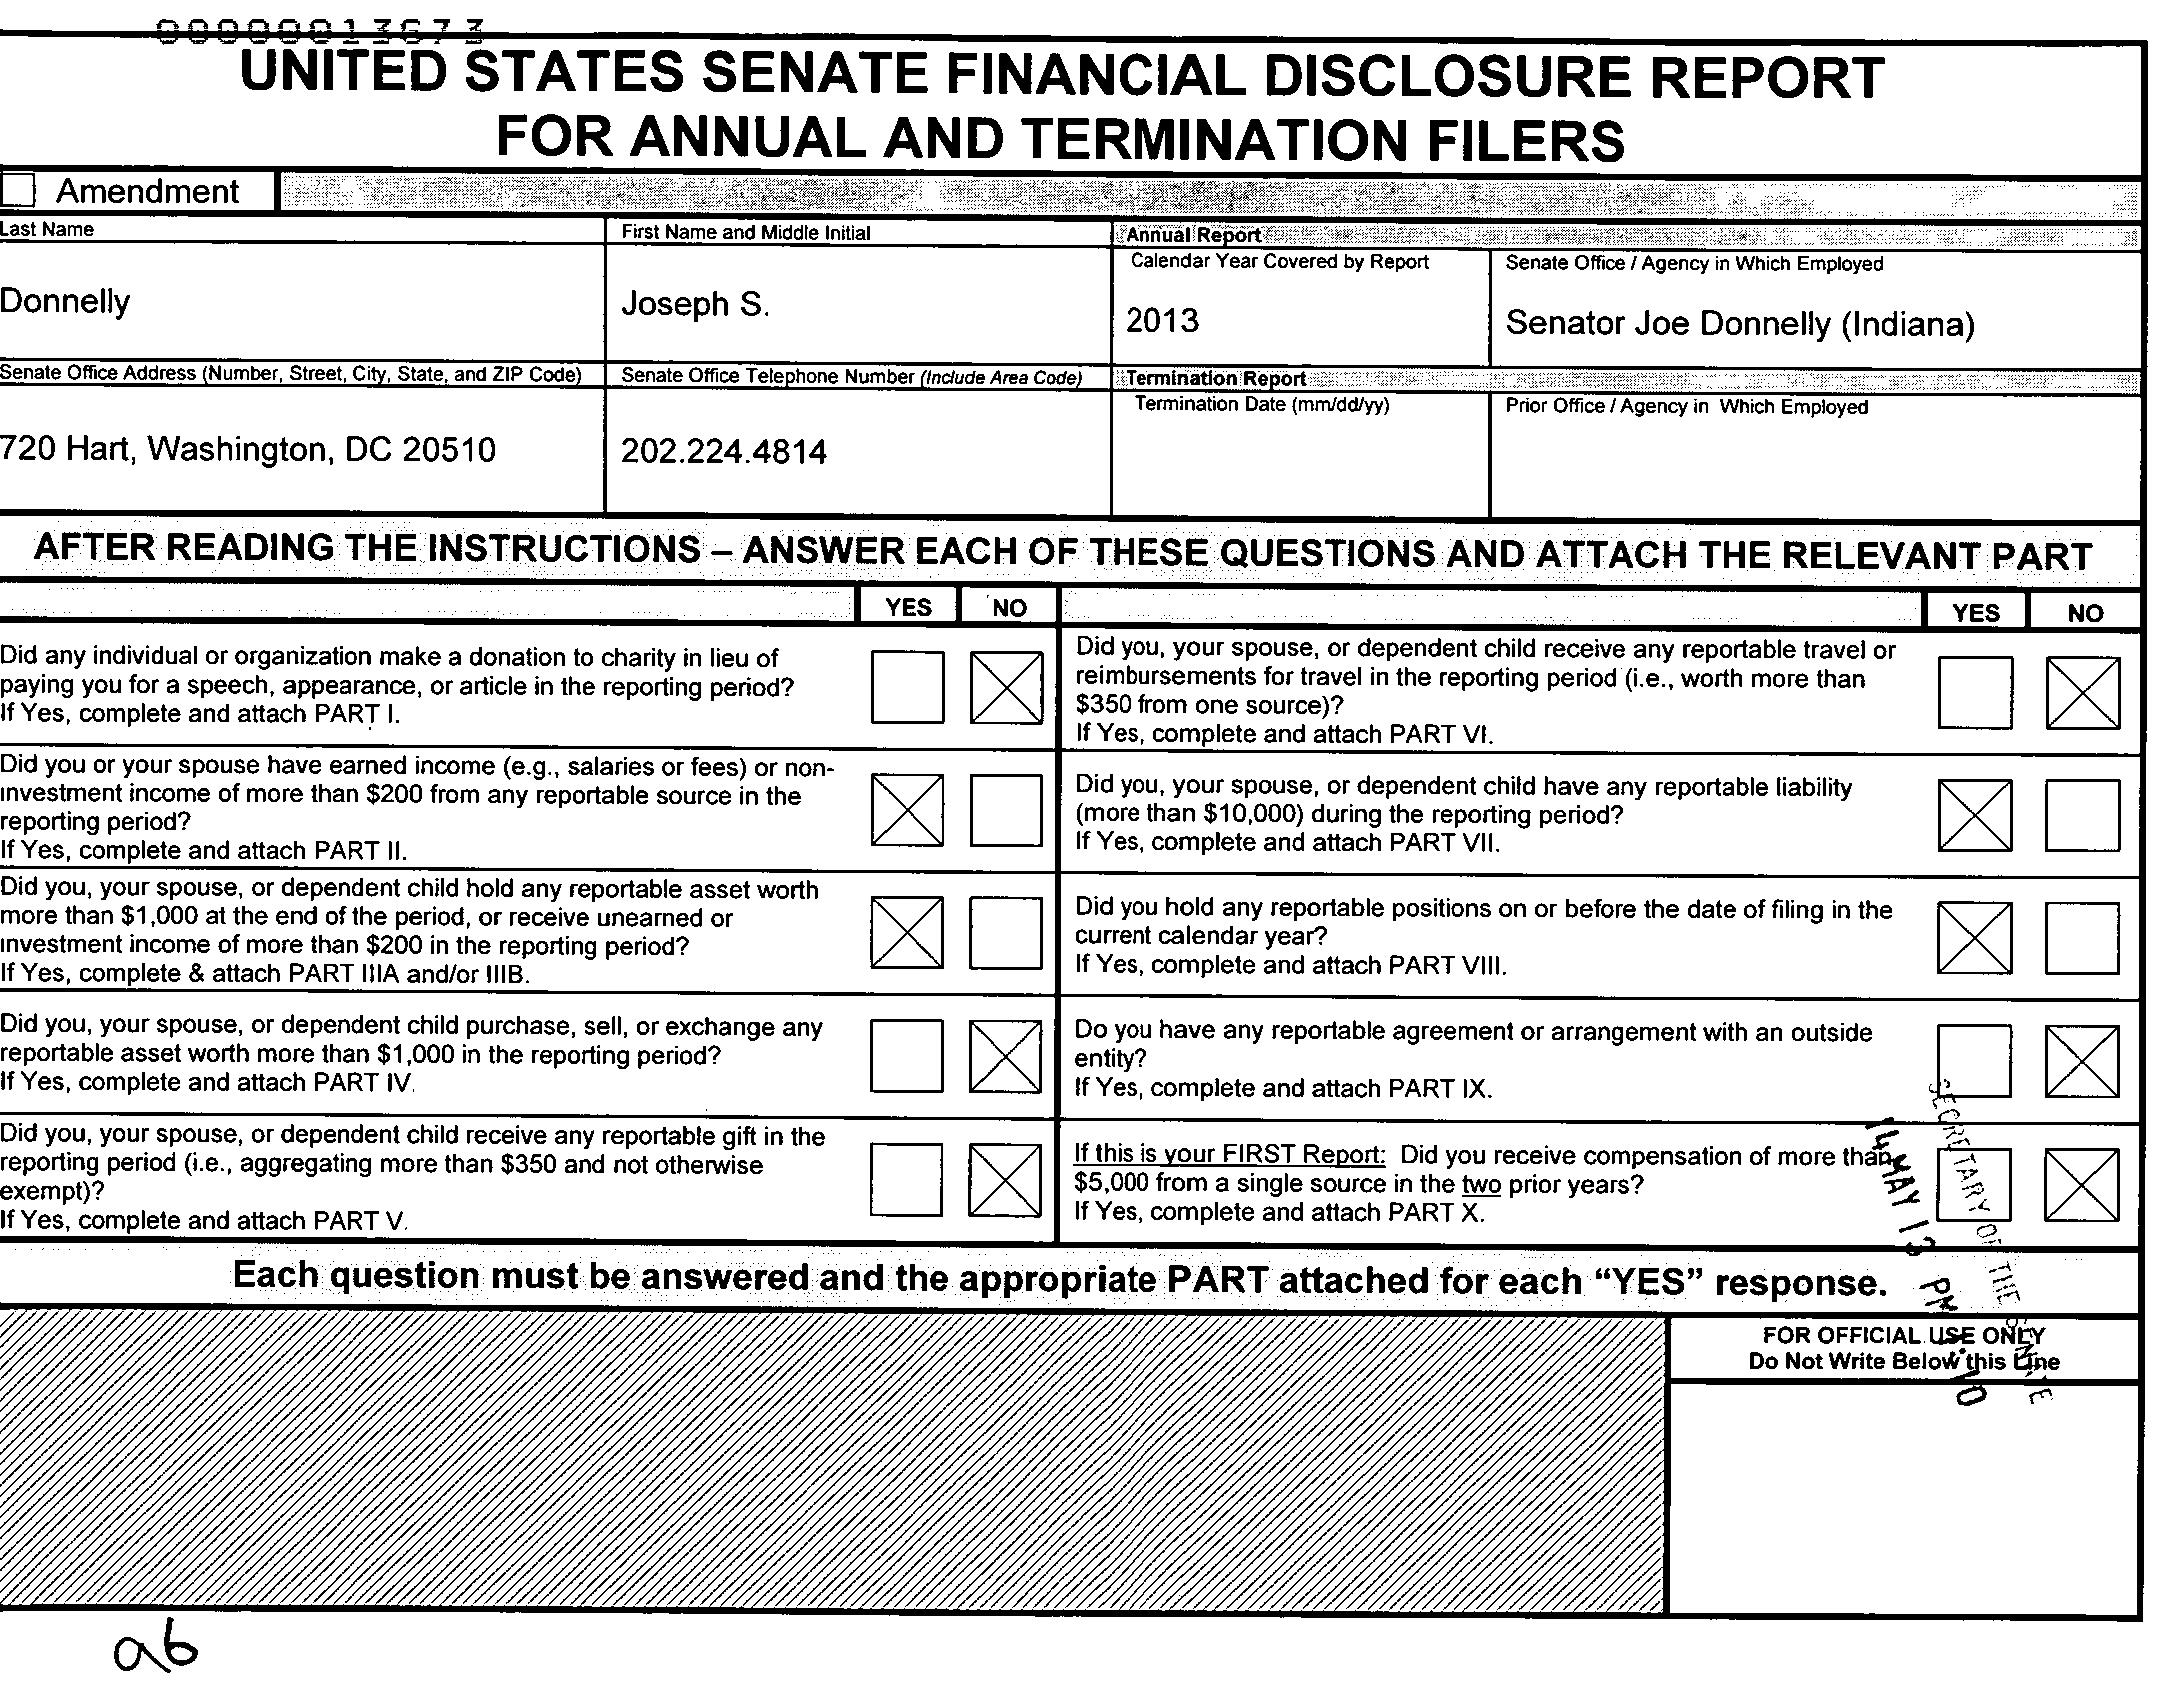 00000013673
UNITED STATES SENATE FINANCIAL DISCLOSURE REPORT
FOR ANNUAL AND TERMINATION FILERS
Amendment
Last Name
First Name and Middle Initial
Annual Report
Calendar Year Covered by Report
Senate Office / Agency in Which Employed
Donnelly
Joseph S.
2013
Senator Joe Donnelly (Indiana)
Senate Office Address (Number, Street, City, State, and ZIP Code)
Senate Office Telephone Number (Include Area Code)
Termination Report
Termination Date (mm/dd/yy)
Prior Office / Agency in Which Employed
720 Hart, Washington, DC 20510
202.224.4814
AFTER READING THE INSTRUCTIONS – ANSWER EACH OF THESE QUESTIONS AND ATTACH THE RELEVANT PART
YES NO
YES NO
Did any individual or organization make a donation to charity in lieu of
paying you for a speech, appearance, or article in the reporting period?
If Yes, complete and attach PART I.
Did you, your spouse, or dependent child receive any reportable travel or
reimbursements for travel in the reporting period (i.e., worth more than
$350 from one source)?
If Yes, complete and attach PART VI.
Did you or your spouse have earned income (e.g., salaries or fees) or non-
investment income of more than $200 from any reportable source in the
reporting period?
If Yes, complete and attach PART II.
Did you, your spouse, or dependent child have any reportable liability
(more than $10,000) during the reporting period?
If Yes, complete and attach PART VII.
Did you, your spouse, or dependent child hold any reportable asset worth
more than $1,000 at the end of the period, or receive unearned or
investment income of more than $200 in the reporting period?
If Yes, complete & attach PART IIIA and/or IIIB.
Did you hold any reportable positions on or before the date of filing in the
current calendar year?
If Yes, complete and attach PART VIII.
Did you, your spouse, or dependent child purchase, sell, or exchange any
reportable asset worth more than $1,000 in the reporting period?
If Yes, complete and attach PART IV.
Do you have any reportable agreement or arrangement with an outside
entity?
If Yes, complete and attach PART IX.
Did you, your spouse, or dependent child receive any reportable gift in the
reporting period (i.e., aggregating more than $350 and not otherwise
exempt)?
If Yes, complete and attach PART V.
If this is your FIRST Report: Did you receive compensation of more than
$5,000 from a single source in the two prior years?
If Yes, complete and attach PART X.
SECRETARY OF THE SENATE
14 MAY 13 PM
Each question must be answered and the appropriate PART attached for each “YES” response.
FOR OFFICIAL USE ONLY
Do Not Write Below this Line
ab